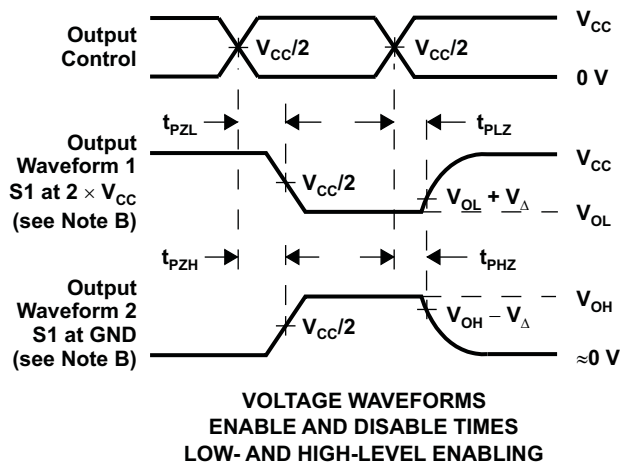 Output
Control
V_CC/2
V_CC/2
V_CC
0 V
t_PZL
t_PLZ
Output
Waveform 1
S1 at 2 × V_CC
(see Note B)
V_CC/2
V_CC
V_OL + V_Δ
V_OL
t_PZH
t_PHZ
Output
Waveform 2
S1 at GND
(see Note B)
V_CC/2
V_OH − V_Δ
V_OH
≈0 V
VOLTAGE WAVEFORMS
ENABLE AND DISABLE TIMES
LOW- AND HIGH-LEVEL ENABLING